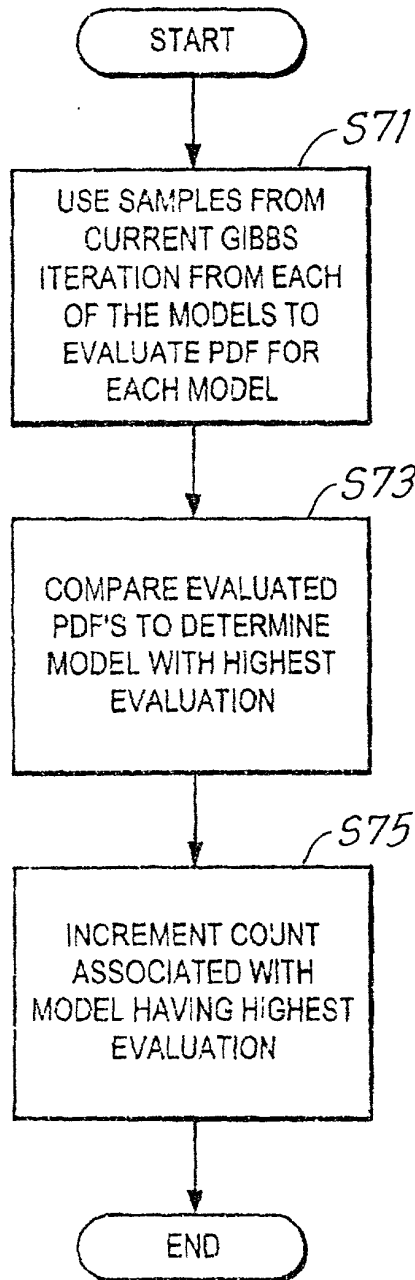 START
S71
USE SAMPLES FROM
CURRENT GIBBS
ITERATION FROM EACH
OF THE MODELS TO
EVALUATE PDF FOR
EACH MODEL
S73
COMPARE EVALUATED
PDF'S TO DETERMINE
MODEL WITH HIGHEST
EVALUATION
S75
INCREMENT COUNT
ASSOCIATED WITH
MODEL HAVING HIGHEST
EVALUATION
END